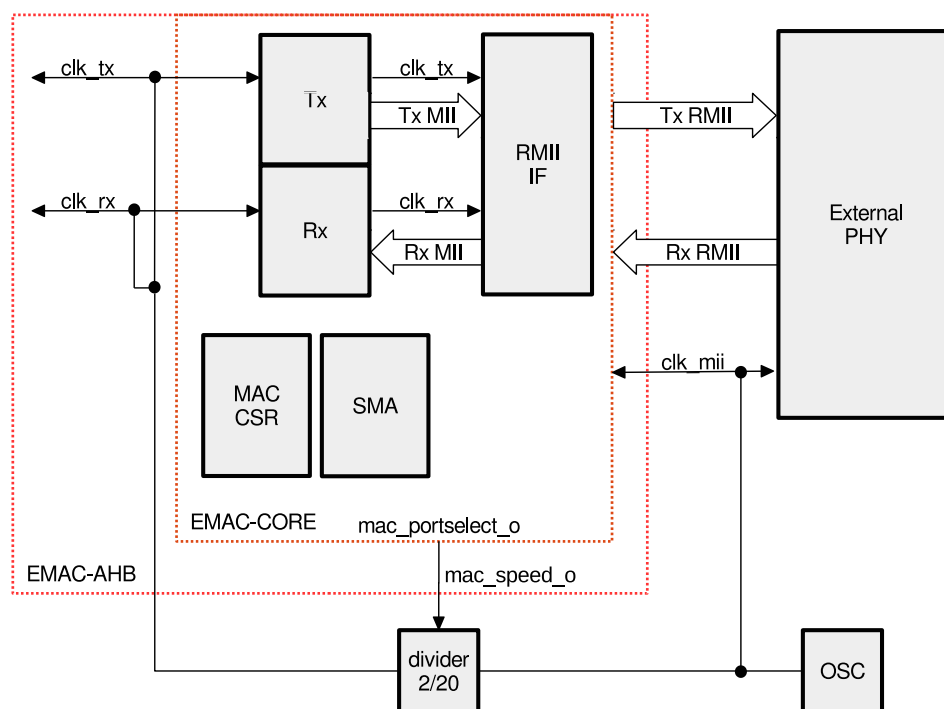 clk_tx
Tx
clk_tx
Tx MII
RMII
IF
Tx RMII
External
PHY
clk_rx
Rx
clk_rx
Rx MII
Rx RMII
clk_mii
MAC
CSR
SMA
EMAC-CORE
mac_portselect_o
EMAC-AHB
mac_speed_o
divider
2/20
OSC